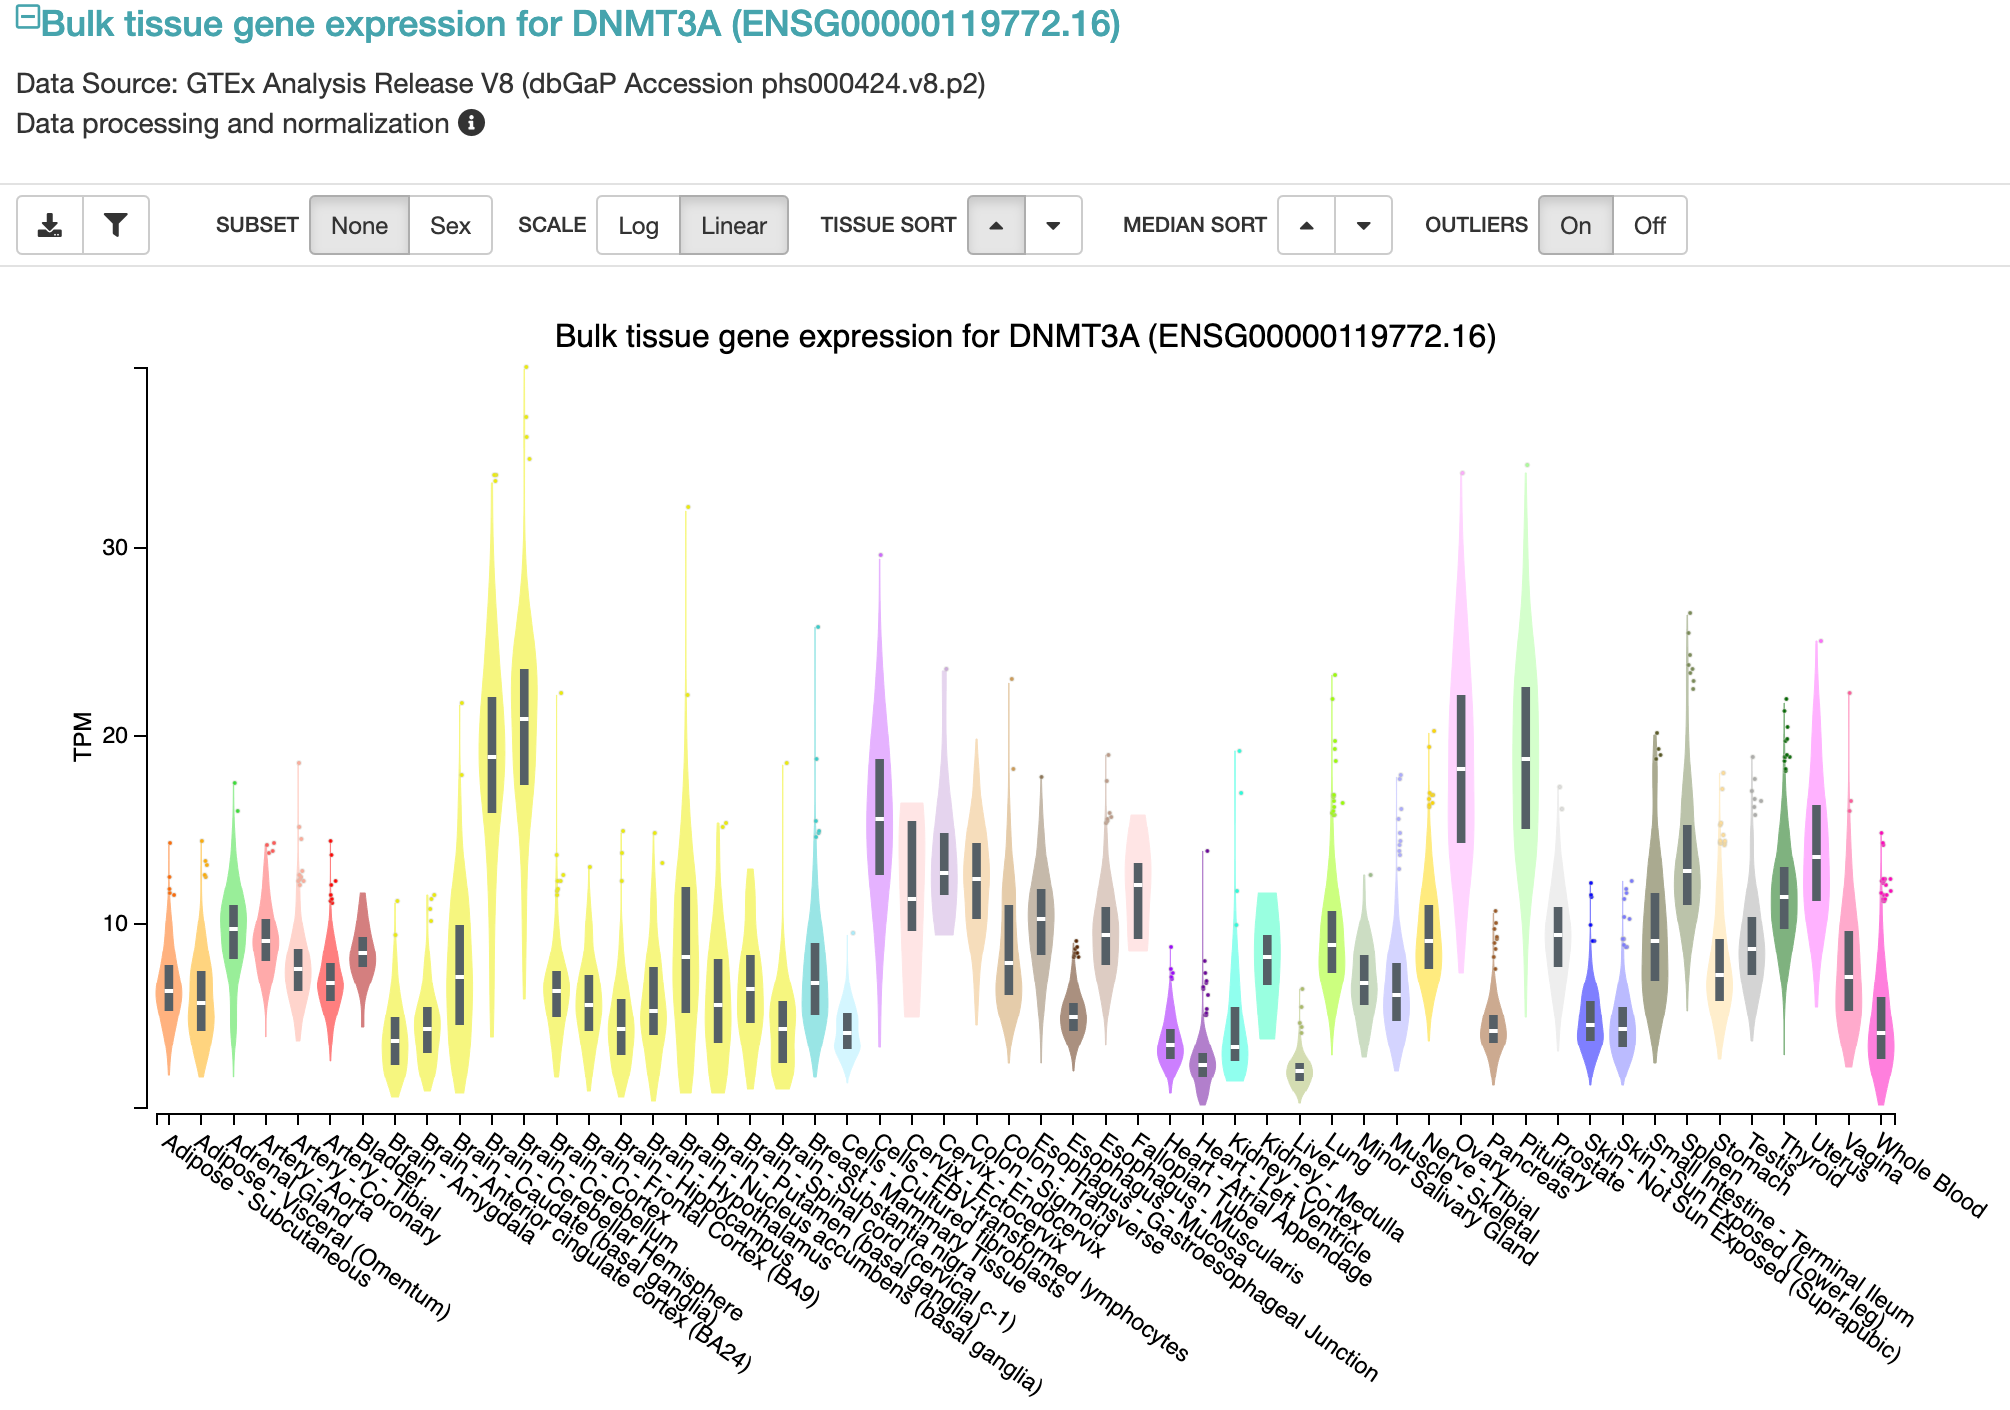 Bulk tissue gene expression for DNMT3A (ENSG00000119772.16)
Data Source: GTEx Analysis Release V8 (dbGaP Accession phs000424.v8.p2)
Data processing and normalization
SUBSET None Sex SCALE Log Linear TISSUE SORT MEDIAN SORT OUTLIERS On Off
Bulk tissue gene expression for DNMT3A (ENSG00000119772.16)
TPM
30
20
10
Adipose - Subcutaneous
Adipose - Visceral (Omentum)
Adrenal Gland
Artery - Aorta
Artery - Coronary
Artery - Tibial
Bladder
Brain - Amygdala
Brain - Anterior cingulate cortex (BA24)
Brain - Caudate (basal ganglia)
Brain - Cerebellar Hemisphere
Brain - Cerebellum
Brain - Cortex
Brain - Frontal Cortex (BA9)
Brain - Hippocampus
Brain - Hypothalamus
Brain - Nucleus accumbens (basal ganglia)
Brain - Putamen (basal ganglia)
Brain - Spinal cord (cervical c-1)
Brain - Substantia nigra
Breast - Mammary Tissue
Cells - Cultured fibroblasts
Cells - EBV-transformed lymphocytes
Cervix - Ectocervix
Cervix - Endocervix
Colon - Sigmoid
Colon - Transverse
Esophagus - Gastroesophageal Junction
Esophagus - Mucosa
Esophagus - Muscularis
Fallopian Tube
Heart - Atrial Appendage
Heart - Left Ventricle
Kidney - Cortex
Kidney - Medulla
Liver
Lung
Minor Salivary Gland
Muscle - Skeletal
Nerve - Tibial
Ovary
Pancreas
Pituitary
Prostate
Skin - Not Sun Exposed (Suprapubic)
Skin - Sun Exposed (Lower leg)
Small Intestine - Terminal Ileum
Spleen
Stomach
Testis
Thyroid
Uterus
Vagina
Whole Blood